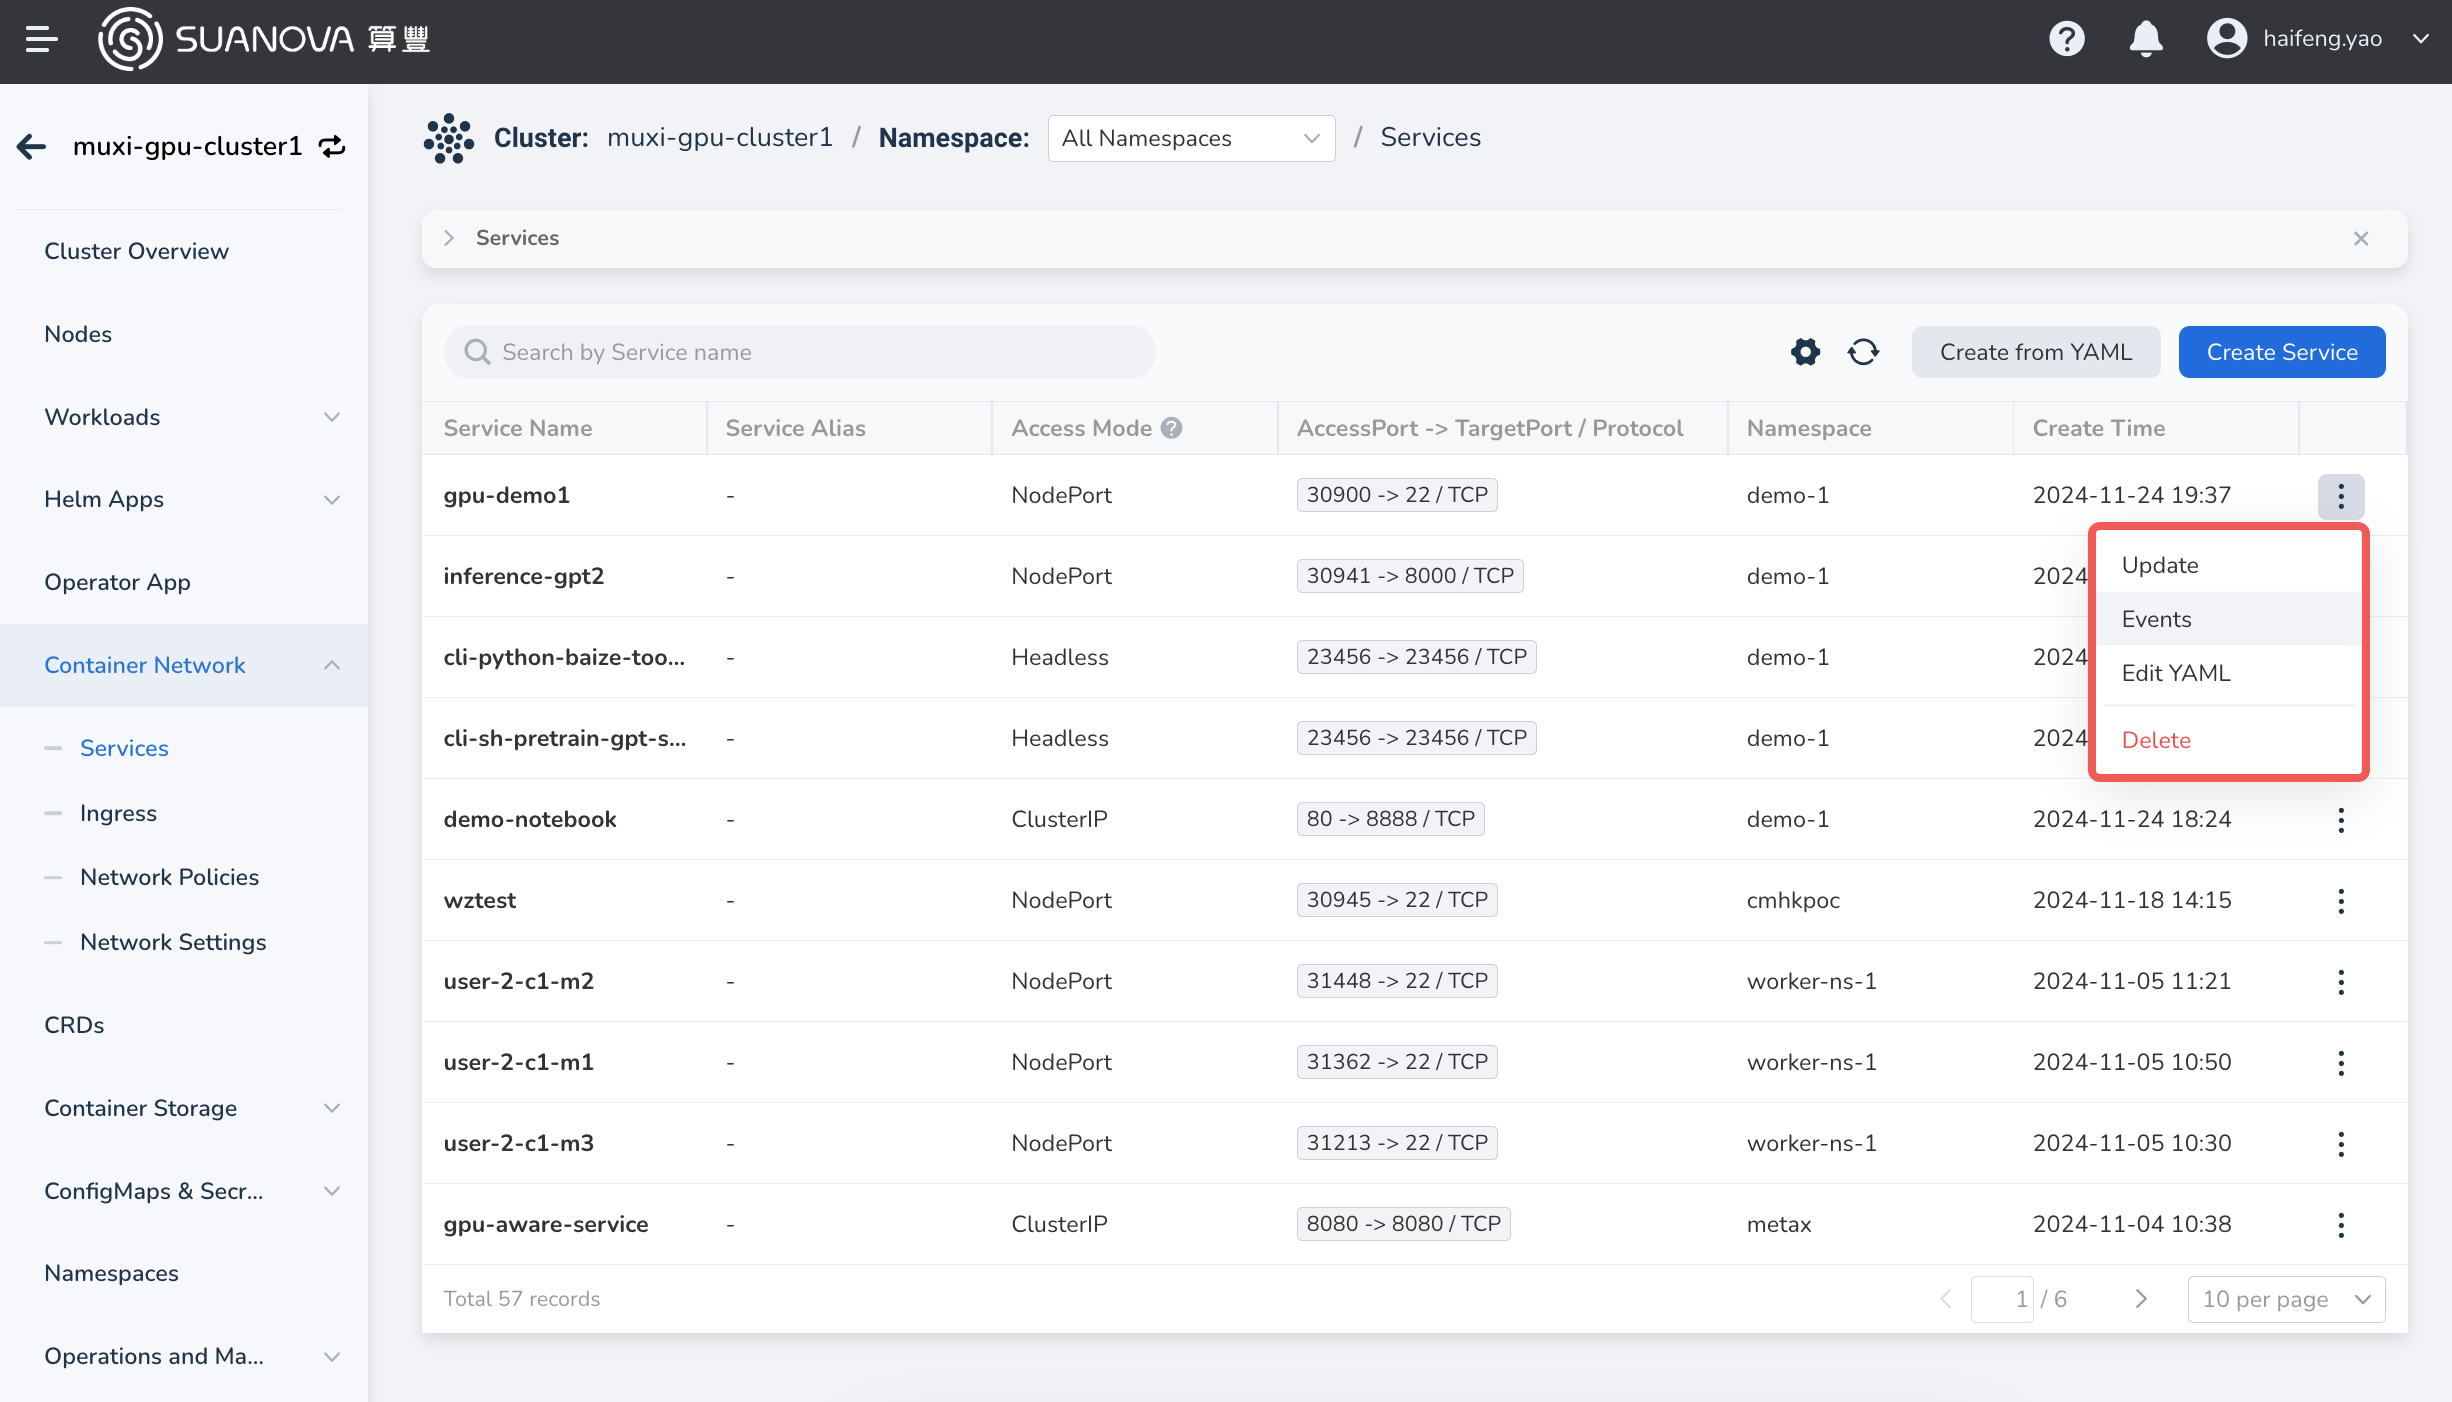 SUANOVA 算豐
haifeng.yao
muxi-gpu-cluster1
Cluster: muxi-gpu-cluster1 / Namespace: All Namespaces / Services
Cluster Overview
Nodes
Workloads
Helm Apps
Operator App
Container Network
Services
Ingress
Network Policies
Network Settings
CRDs
Container Storage
ConfigMaps & Secr...
Namespaces
Operations and Ma...
Services
Search by Service name
Create from YAML
Create Service
Service Name Service Alias Access Mode AccessPort -> TargetPort / Protocol Namespace Create Time
gpu-demo1 - NodePort 30900 -> 22 / TCP demo-1 2024-11-24 19:37
inference-gpt2 - NodePort 30941 -> 8000 / TCP demo-1 2024
cli-python-baize-too... - Headless 23456 -> 23456 / TCP demo-1 2024
cli-sh-pretrain-gpt-s... - Headless 23456 -> 23456 / TCP demo-1 2024
Update
Events
Edit YAML
Delete
demo-notebook - ClusterIP 80 -> 8888 / TCP demo-1 2024-11-24 18:24
wztest - NodePort 30945 -> 22 / TCP cmhkpoc 2024-11-18 14:15
user-2-c1-m2 - NodePort 31448 -> 22 / TCP worker-ns-1 2024-11-05 11:21
user-2-c1-m1 - NodePort 31362 -> 22 / TCP worker-ns-1 2024-11-05 10:50
user-2-c1-m3 - NodePort 31213 -> 22 / TCP worker-ns-1 2024-11-05 10:30
gpu-aware-service - ClusterIP 8080 -> 8080 / TCP metax 2024-11-04 10:38
Total 57 records
1 / 6
10 per page